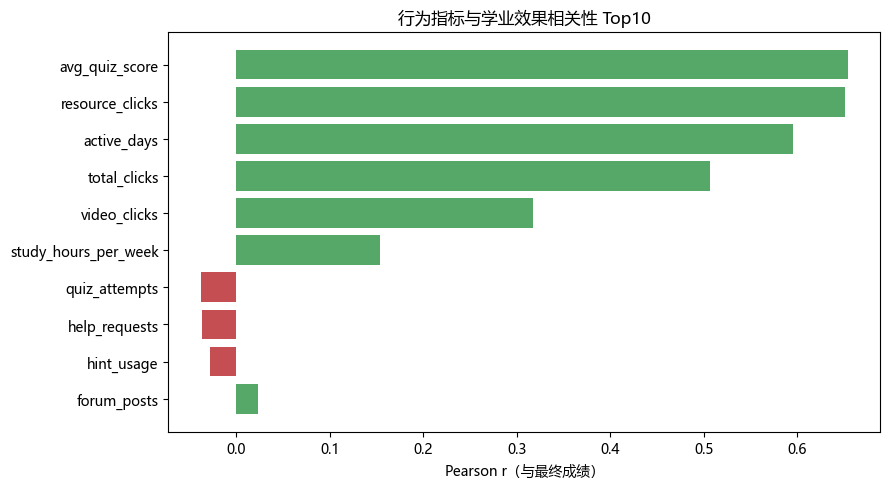 行为指标与学业效果相关性 Top10
avg_quiz_score
resource_clicks
active_days
total_clicks
video_clicks
study_hours_per_week
quiz_attempts
help_requests
hint_usage
forum_posts
0.0 0.1 0.2 0.3 0.4 0.5 0.6
Pearson r（与最终成绩）